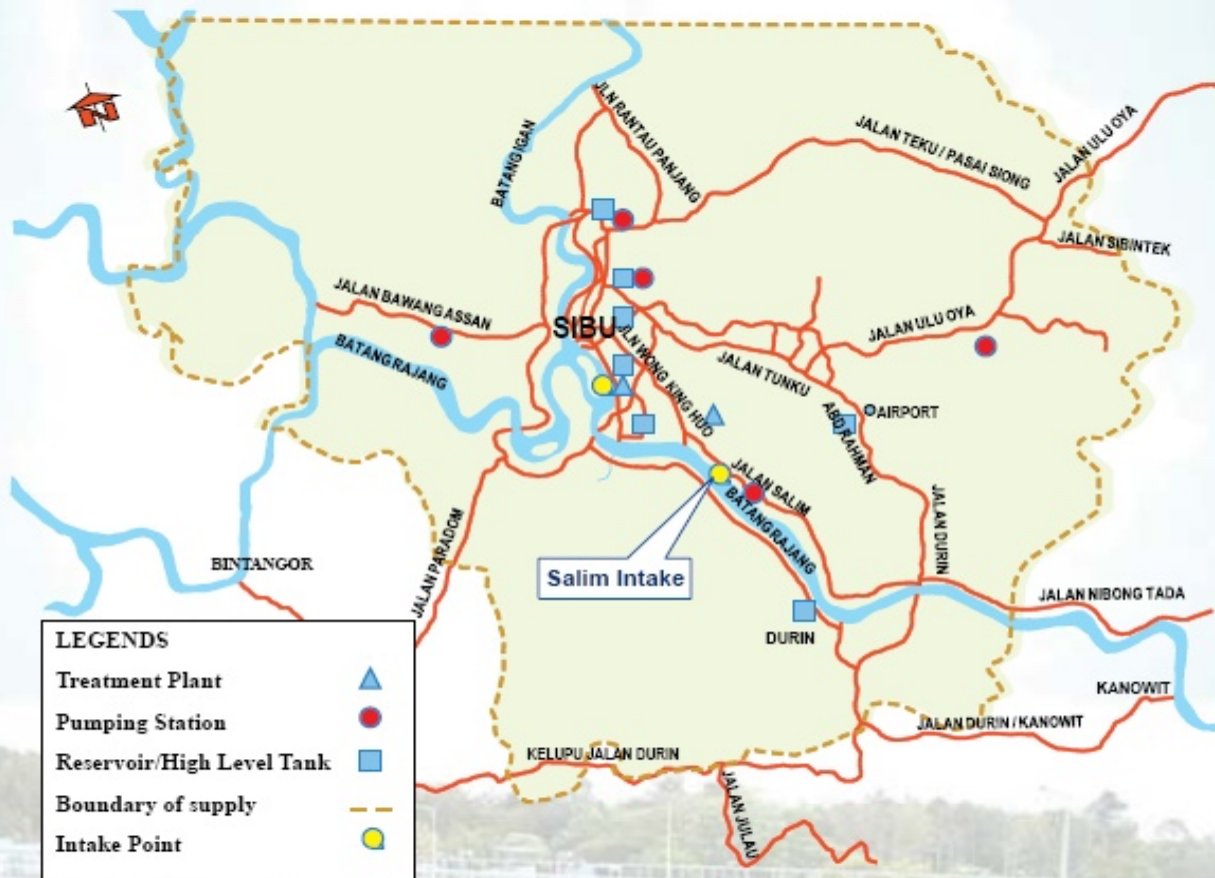 N
BATANG IGAN
JLN RANTAU PANJANG
JALAN TEKU / PASAI SIONG
JALAN ULU OYA
JALAN SIBINTEK
JALAN BAWANG ASSAN
SIBU
JLN WONG KING HUO
JALAN ULU OYA
BATANG RAJANG
JALAN TUNKU
ABD RAHMAN
AIRPORT
JALAN SALIM
BATANG RAJANG
JALAN DURIN
JALAN PARADOM
BINTANGOR
Salim Intake
JALAN NIBONG TADA
DURIN
KANOWIT
JALAN DURIN / KANOWIT
KELUPU JALAN DURIN
JALAN JULAU
LEGENDS
Treatment Plant
Pumping Station
Reservoir/High Level Tank
Boundary of supply
Intake Point